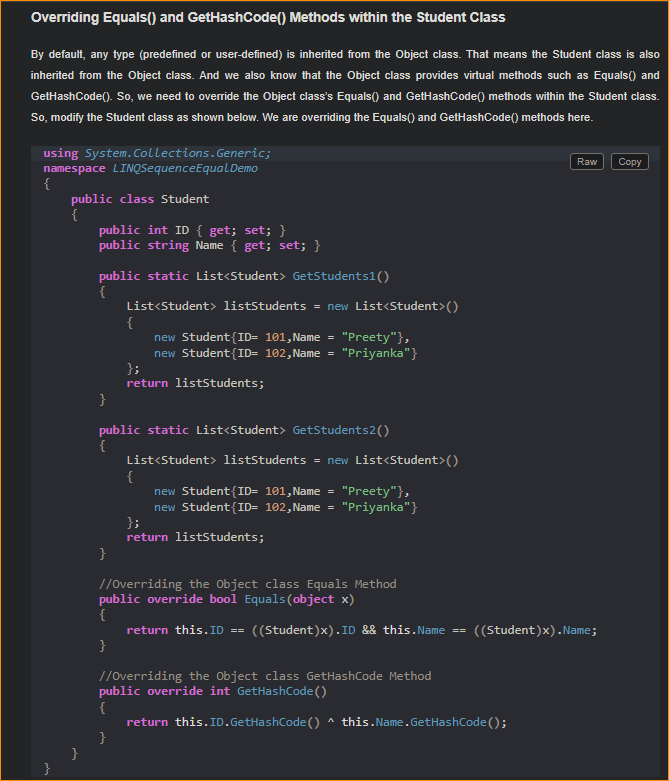 Overriding Equals() and GetHashCode() Methods within the Student Class
By default, any type (predefined or user-defined) is inherited from the Object class. That means the Student class is also
inherited from the Object class. And we also know that the Object class provides virtual methods such as Equals() and
GetHashCode(). So, we need to override the Object class's Equals() and GetHashCode() methods within the Student class.
So, modify the Student class as shown below. We are overriding the Equals() and GetHashCode() methods here.
Raw Copy
using System.Collections.Generic;
namespace LINQSequenceEqualDemo
{
    public class Student
    {
        public int ID { get; set; }
        public string Name { get; set; }

        public static List<Student> GetStudents1()
        {
            List<Student> listStudents = new List<Student>()
            {
                new Student{ID= 101,Name = "Preety"},
                new Student{ID= 102,Name = "Priyanka"}
            };
            return listStudents;
        }

        public static List<Student> GetStudents2()
        {
            List<Student> listStudents = new List<Student>()
            {
                new Student{ID= 101,Name = "Preety"},
                new Student{ID= 102,Name = "Priyanka"}
            };
            return listStudents;
        }

        //Overriding the Object class Equals Method
        public override bool Equals(object x)
        {
            return this.ID == ((Student)x).ID && this.Name == ((Student)x).Name;
        }

        //Overriding the Object class GetHashCode Method
        public override int GetHashCode()
        {
            return this.ID.GetHashCode() ^ this.Name.GetHashCode();
        }
    }
}